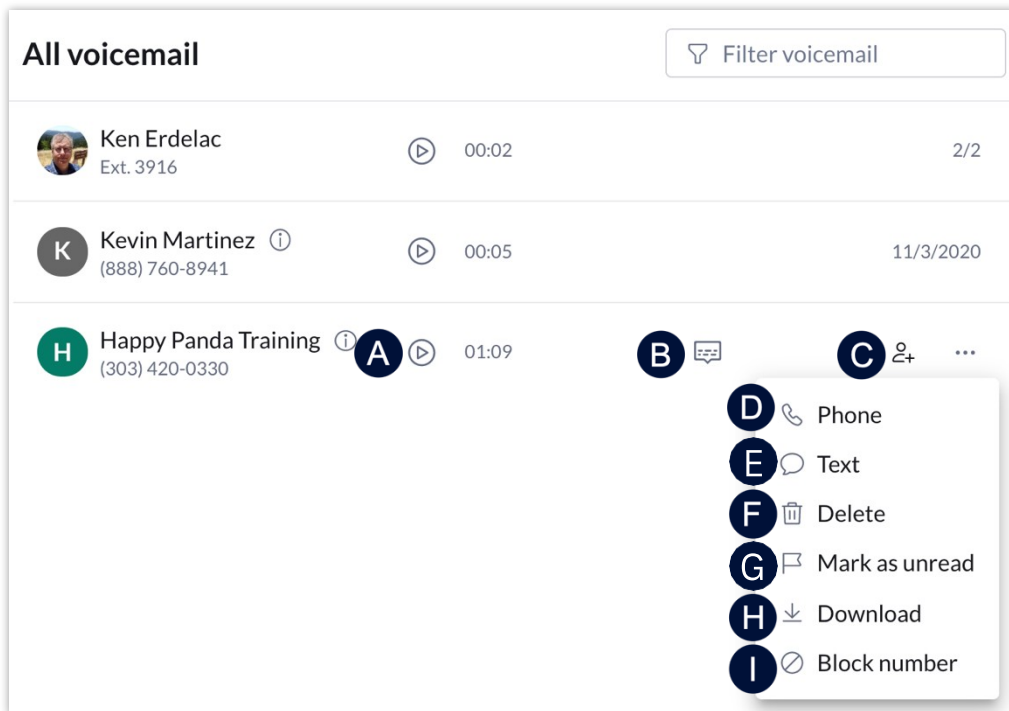 All voicemail
Filter voicemail
Ken Erdelac
Ext. 3916
00:02
2/2
K
Kevin Martinez
(888) 760-8941
00:05
11/3/2020
H
Happy Panda Training
(303) 420-0330
A
01:09
B
C
D Phone
E Text
F Delete
G Mark as unread
H Download
I Block number